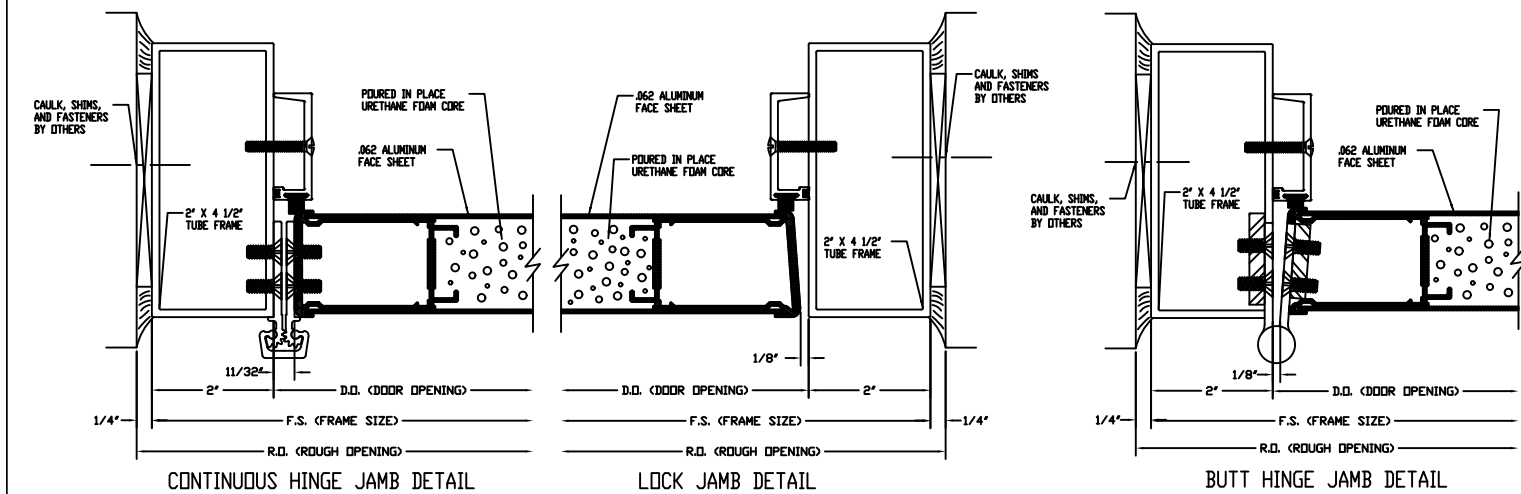 CAULK, SHIMS,
AND FASTENERS
BY OTHERS
POURED IN PLACE
URETHANE FOAM CORE
.062 ALUMINUM
FACE SHEET
2" X 4 1/2"
TUBE FRAME
11/32"
2"
D.O. (DOOR OPENING)
1/4"
F.S. (FRAME SIZE)
R.O. (ROUGH OPENING)
CONTINUOUS HINGE JAMB DETAIL
.062 ALUMINUM
FACE SHEET
POURED IN PLACE
URETHANE FOAM CORE
CAULK, SHIMS
AND FASTENERS
BY OTHERS
2" X 4 1/2"
TUBE FRAME
1/8"
D.O. (DOOR OPENING)
2"
F.S. (FRAME SIZE)
1/4"
R.O. (ROUGH OPENING)
LOCK JAMB DETAIL
POURED IN PLACE
URETHANE FOAM CORE
.062 ALUMINUM
FACE SHEET
CAULK, SHIMS,
AND FASTENERS
BY OTHERS
2" X 4 1/2"
TUBE FRAME
1/8"
2"
D.O. (DOOR OPENING)
1/4"
F.S. (FRAME SIZE)
R.O. (ROUGH OPENING)
BUTT HINGE JAMB DETAIL